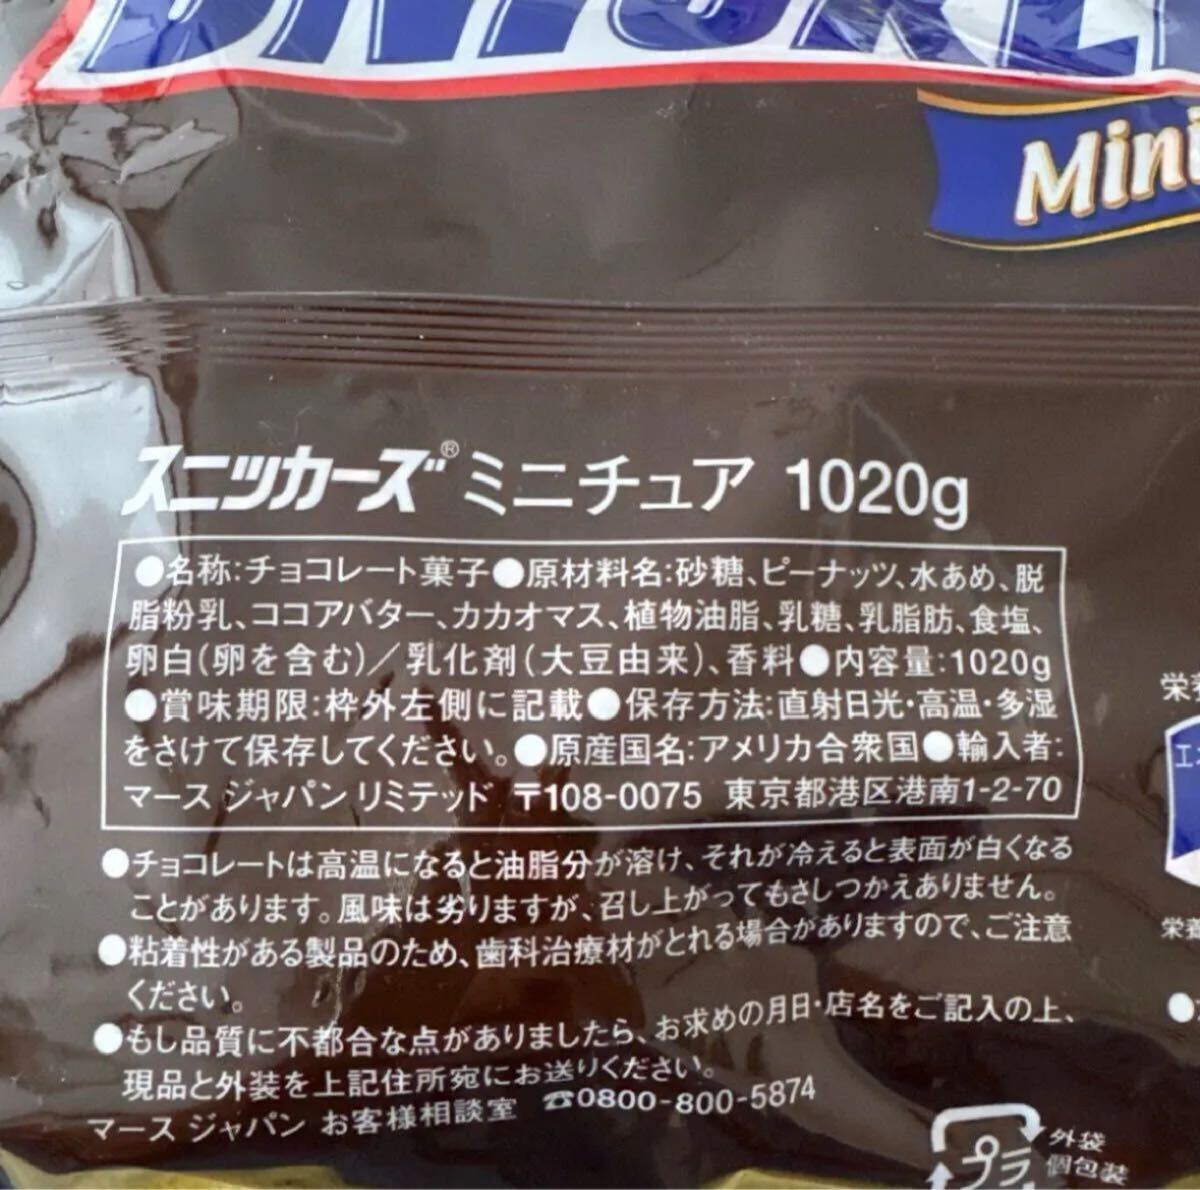 Mini
スニッカーズ® ミニチュア 1020g
●名称:チョコレート菓子●原材料名:砂糖、ピーナッツ、水あめ、脱
脂粉乳、ココアバター、カカオマス、植物油脂、乳糖、乳脂肪、食塩、
卵白(卵を含む)/乳化剤(大豆由来)、香料●内容量:1020g
●賞味期限:枠外左側に記載●保存方法:直射日光・高温・多湿
をさけて保存してください。●原産国名:アメリカ合衆国●輸入者:
マース ジャパン リミテッド 〒108-0075 東京都港区港南1-2-70
●チョコレートは高温になると油脂分が溶け、それが冷えると表面が白くなる
ことがあります。風味は劣りますが、召し上がってもさしつかえありません。
●粘着性がある製品のため、歯科治療材がとれる場合がありますので、ご注意
ください。
●もし品質に不都合な点がありましたら、お求めの月日・店名をご記入の上、
現品と外装を上記住所宛にお送りください。
マース ジャパン お客様相談室 ☎0800-800-5874
プラ
外袋
個包装
栄養
栄養